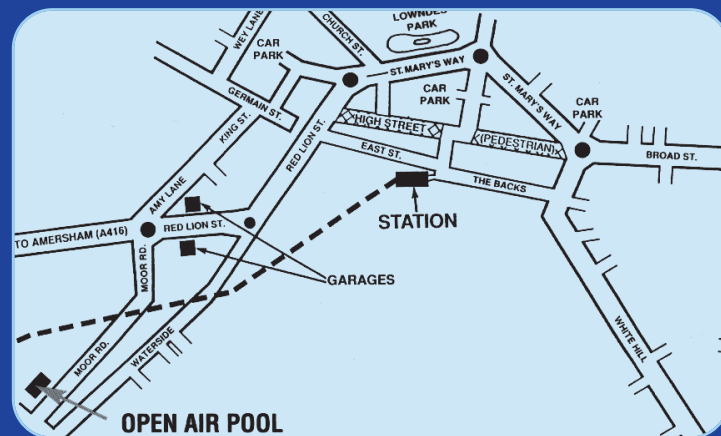 LOWNDES
PARK
WEY LANE
CHURCH ST.
CAR
PARK
ST. MARY'S WAY
GERMAIN ST.
CAR
PARK
ST. MARY'S WAY
CAR
PARK
KING ST.
RED LION ST.
HIGH STREET
(PEDESTRIAN)
EAST ST.
BROAD ST.
AMY LANE
THE BACKS
STATION
RED LION ST.
TO AMERSHAM (A416)
MOOR RD.
GARAGES
WATERSIDE
MOOR RD.
WHITE HILL
OPEN AIR POOL